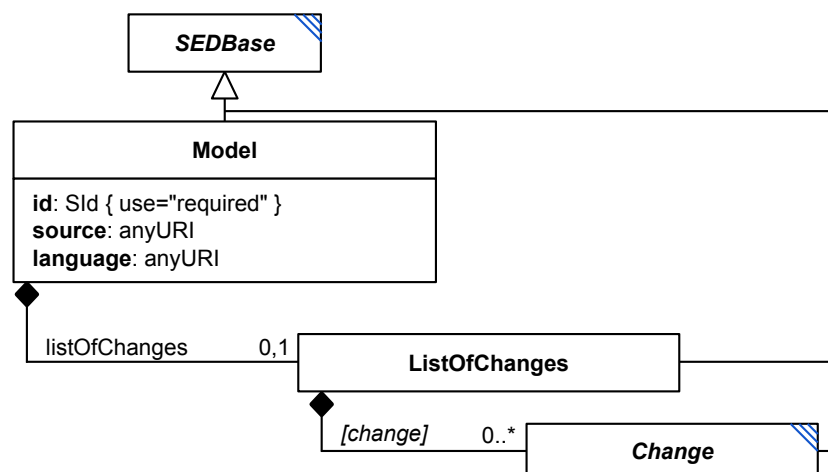 SEDBase
Model
id: SId { use="required" }
source: anyURI
language: anyURI
listOfChanges 0,1
ListOfChanges
[change] 0..*
Change